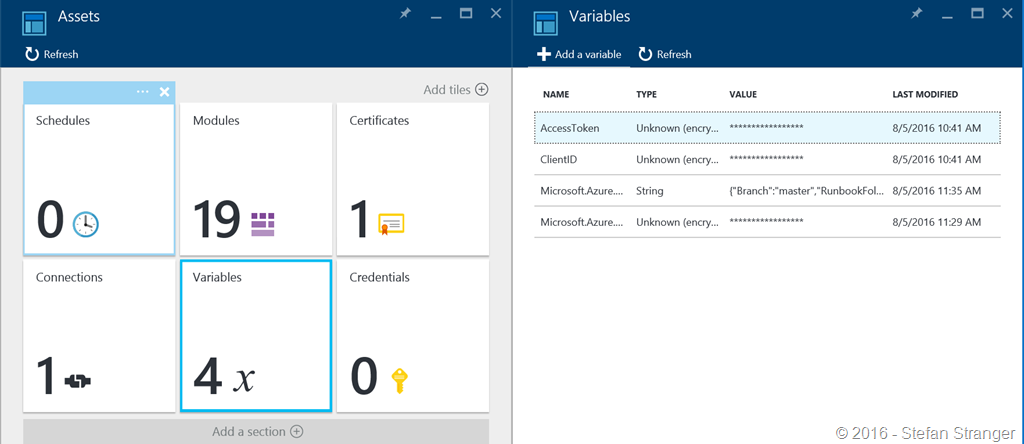 Assets
Refresh
Add tiles
Schedules
0
Modules
19
Certificates
1
Connections
1
Variables
4 x
Credentials
0
Add a section
Variables
Add a variable Refresh
NAME TYPE VALUE LAST MODIFIED
AccessToken Unknown (encry... ***************** 8/5/2016 10:41 AM
ClientID Unknown (encry... ***************** 8/5/2016 10:41 AM
Microsoft.Azure.... String {"Branch":"master","RunbookFol... 8/5/2016 11:35 AM
Microsoft.Azure.... Unknown (encry... ***************** 8/5/2016 11:29 AM
© 2016 - Stefan Stranger